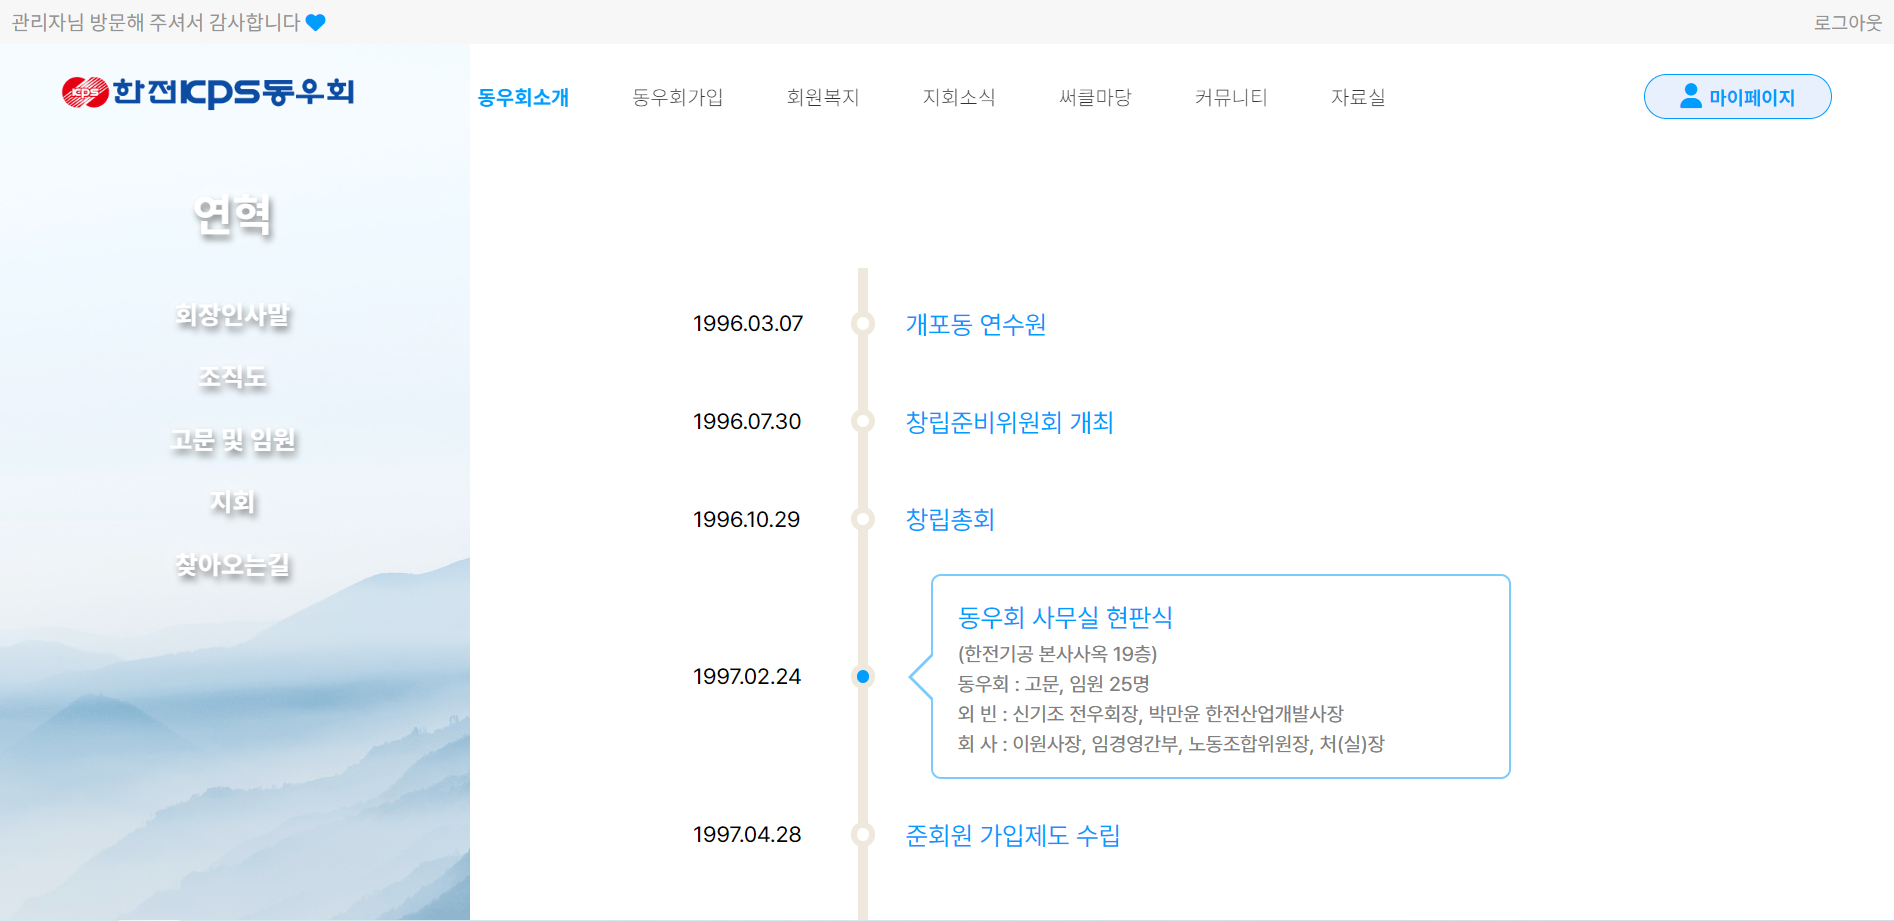 관리자님 방문해 주셔서 감사합니다
로그아웃
KPS 한전KPS동우회
동우회소개
동우회가입
회원복지
지회소식
써클마당
커뮤니티
자료실
마이페이지
연혁
회장인사말
조직도
고문 및 임원
지회
찾아오는길
1996.03.07 개포동 연수원
1996.07.30 창립준비위원회 개최
1996.10.29 창립총회
1997.02.24
동우회 사무실 현판식
(한전기공 본사사옥 19층)
동우회 : 고문, 임원 25명
외 빈 : 신기조 전우회장, 박만윤 한전산업개발사장
회 사 : 이원사장, 임경영간부, 노동조합위원장, 처(실)장
1997.04.28 준회원 가입제도 수립